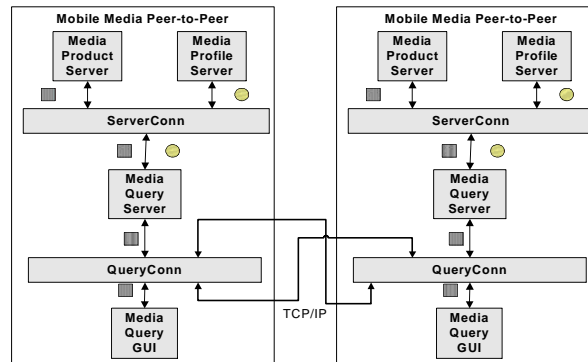 Mobile Media Peer-to-Peer
Media
Product
Server
Media
Profile
Server
ServerConn
Media
Query
Server
QueryConn
Media
Query
GUI
TCP/IP
Mobile Media Peer-to-Peer
Media
Product
Server
Media
Profile
Server
ServerConn
Media
Query
Server
QueryConn
Media
Query
GUI